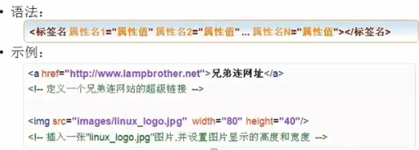 • 语法：
<标签名 属性名1="属性值" 属性名2="属性值" ... 属性名N="属性值"></标签名>
• 示例：
<a href="http://www.lampbrother.net">兄弟连网址</a>
<!-- 定义一个兄弟连网站的超级链接 -->
<img src="images/linux_logo.jpg" width="80" height="40"/>
<!-- 插入一张"linux_logo.jpg"图片,并设置图片显示的高度和宽度 -->